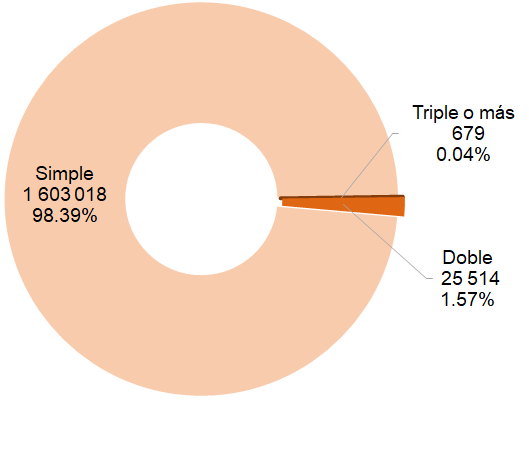 Triple o más
679
0.04%
Simple
1 603 018
98.39%
Doble
25 514
1.57%